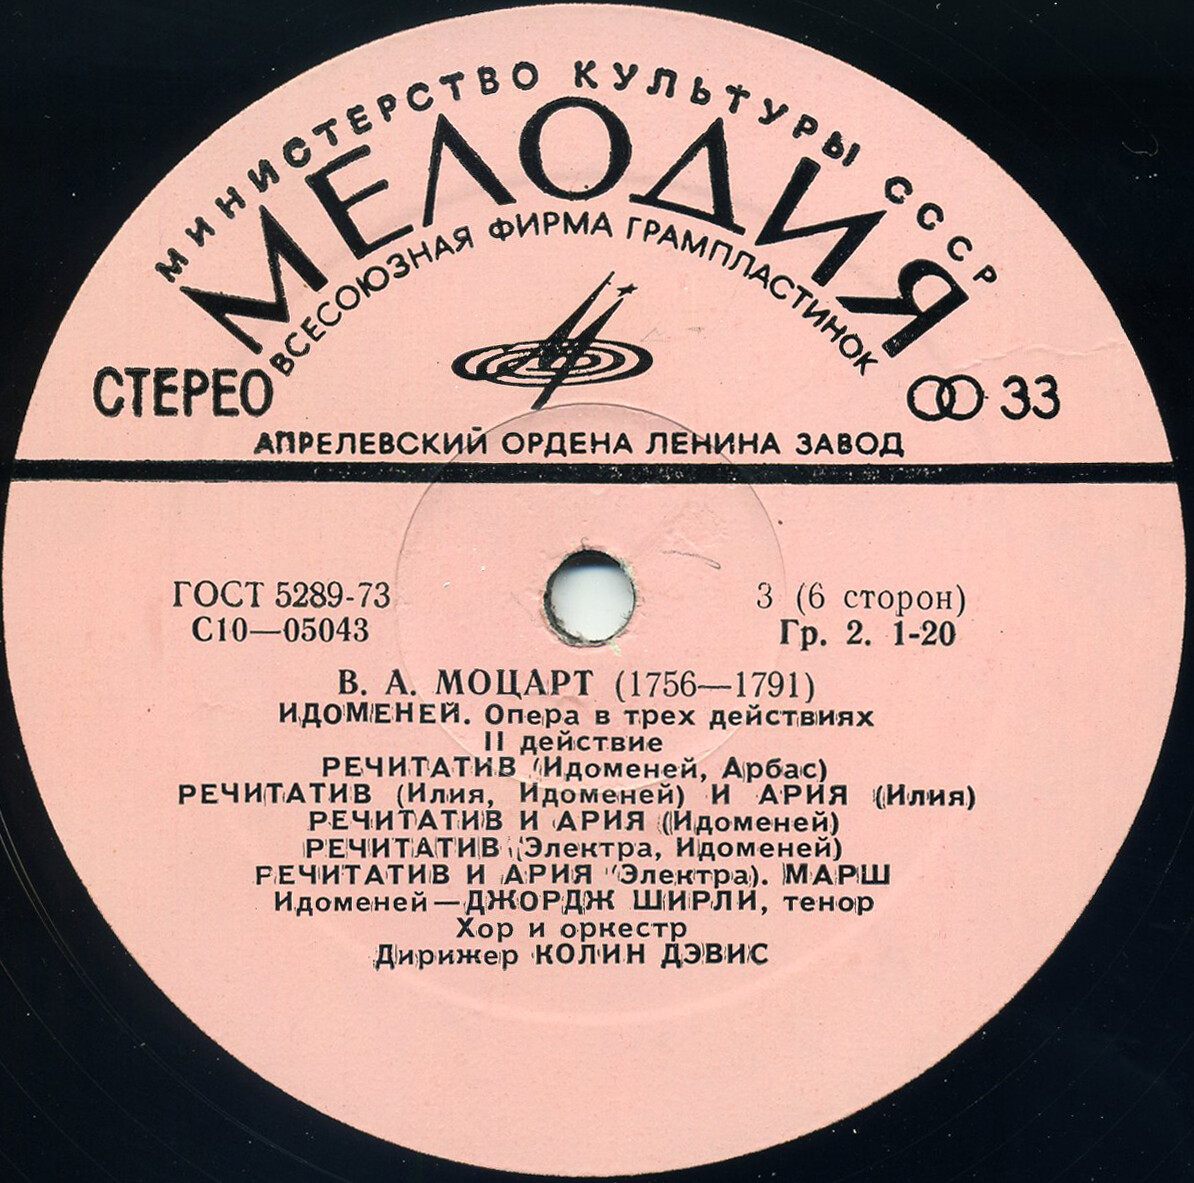 МИНИСТЕРСТВО КУЛЬТУРЫ СССР
МЕЛОДИЯ
ВСЕСОЮЗНАЯ ФИРМА ГРАМПЛАСТИНОК
СТЕРЕО
33
АПРЕЛЕВСКИЙ ОРДЕНА ЛЕНИНА ЗАВОД
ГОСТ 5289-73
3 (6 сторон)
С10—05043
Гр. 2. 1-20
В. А. МОЦАРТ (1756—1791)
ИДОМЕНЕЙ. Опера в трех действиях
II действие
РЕЧИТАТИВ (Идоменей, Арбас)
РЕЧИТАТИВ (Илия, Идоменей) И АРИЯ (Илия)
РЕЧИТАТИВ И АРИЯ (Идоменей)
РЕЧИТАТИВ (Электра, Идоменей)
РЕЧИТАТИВ И АРИЯ (Электра). МАРШ
Идоменей—ДЖОРДЖ ШИРЛИ, тенор
Хор и оркестр
Дирижер КОЛИН ДЭВИС